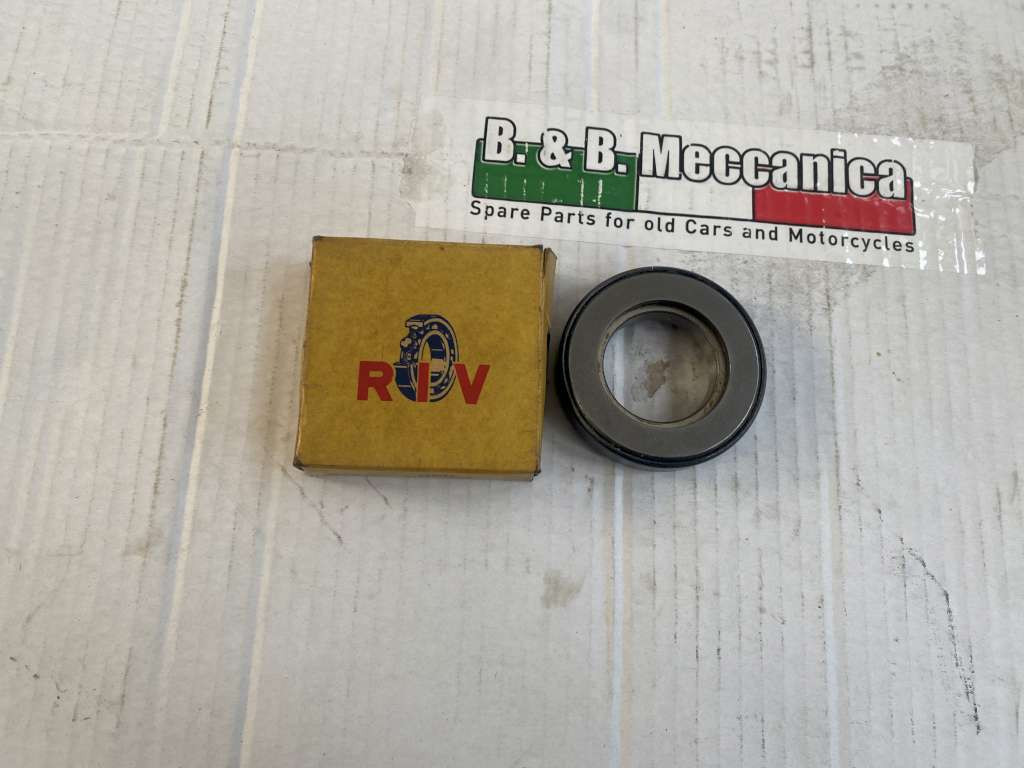 B. & B. Meccanica
Spare Parts for old Cars and Motorcycles
RIV